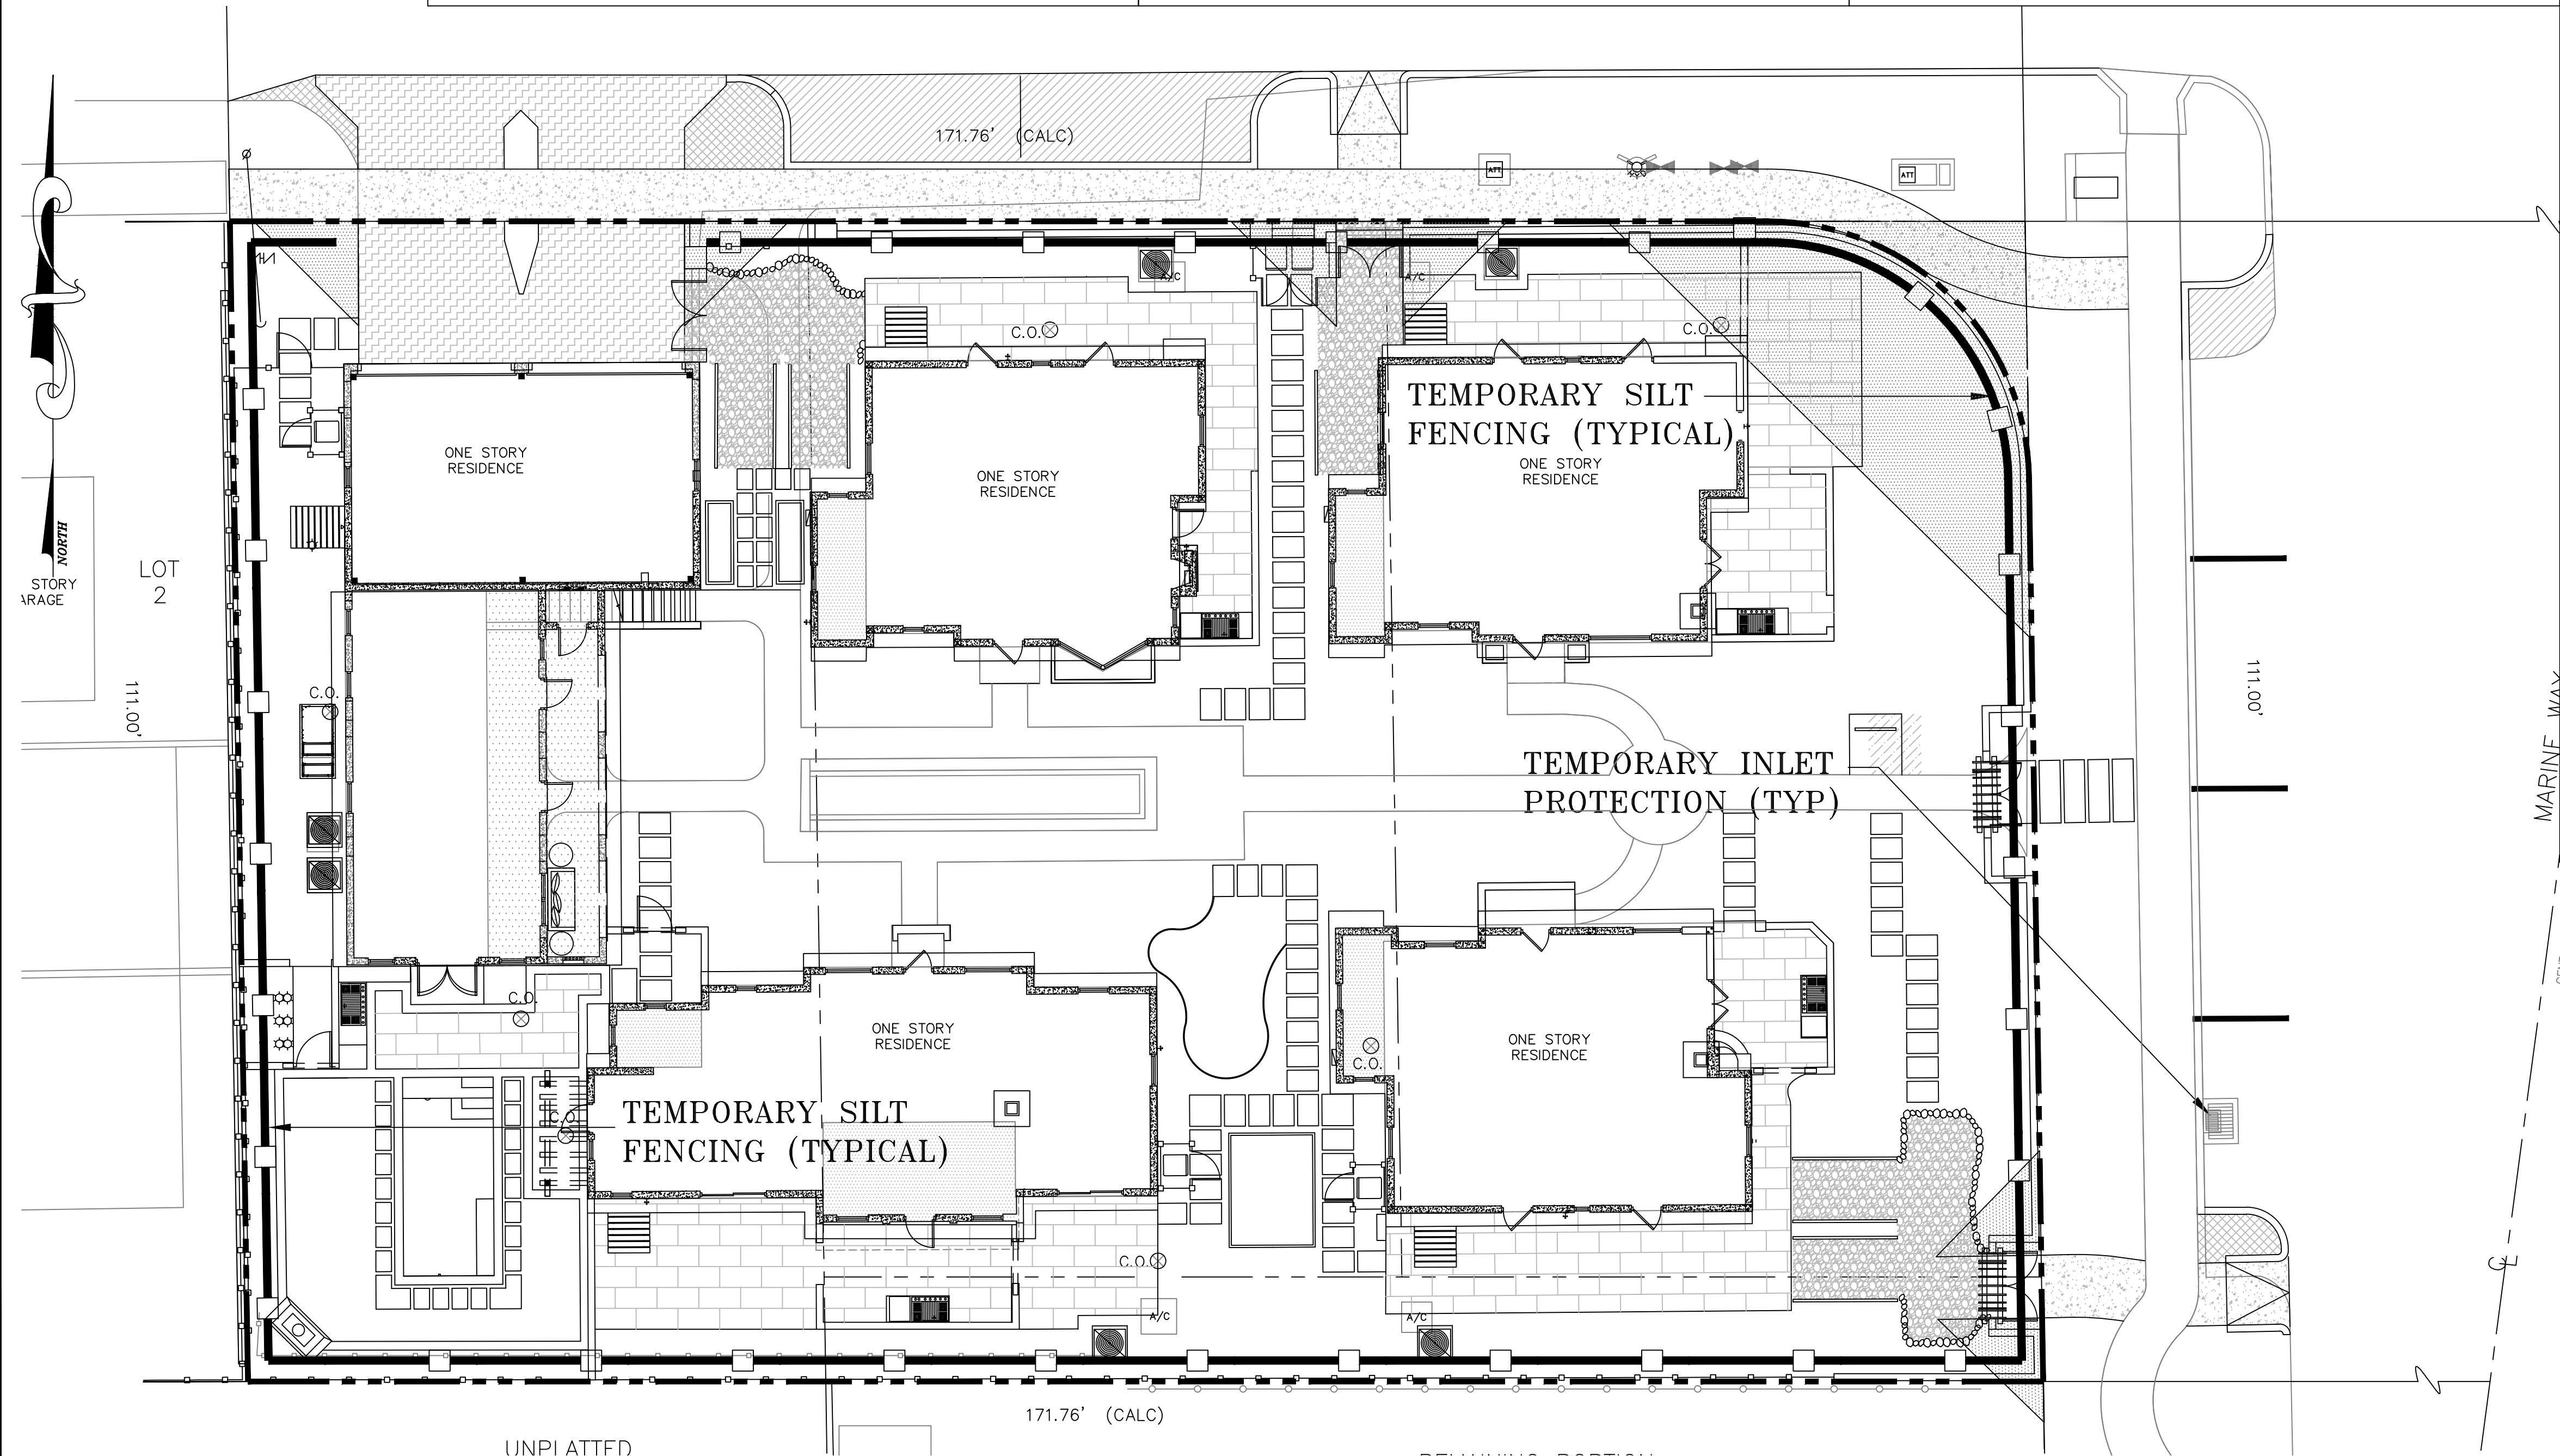 171.76' (CALC)
ATT
ATT
A/C
A/C
C.O.
C.O.
TEMPORARY SILT
FENCING (TYPICAL)
ONE STORY
RESIDENCE
ONE STORY
RESIDENCE
ONE STORY
RESIDENCE
NORTH
LOT
2
STORY
111.00'
111.00'
C.O.
MARINE WAY
TEMPORARY INLET
PROTECTION (TYP)
C.O.
ONE STORY
RESIDENCE
ONE STORY
RESIDENCE
C.O.
C.O.
TEMPORARY SILT
FENCING (TYPICAL)
C.O.
A/C
A/C
171.76' (CALC)
UNPLATTED